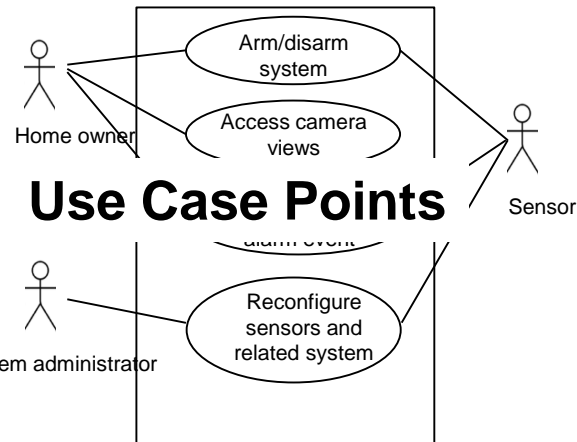 Arm/disarm
system
Home owner
Access camera
views
Use Case Points
Sensor
alarm event
Reconfigure
sensors and
related system
em administrator